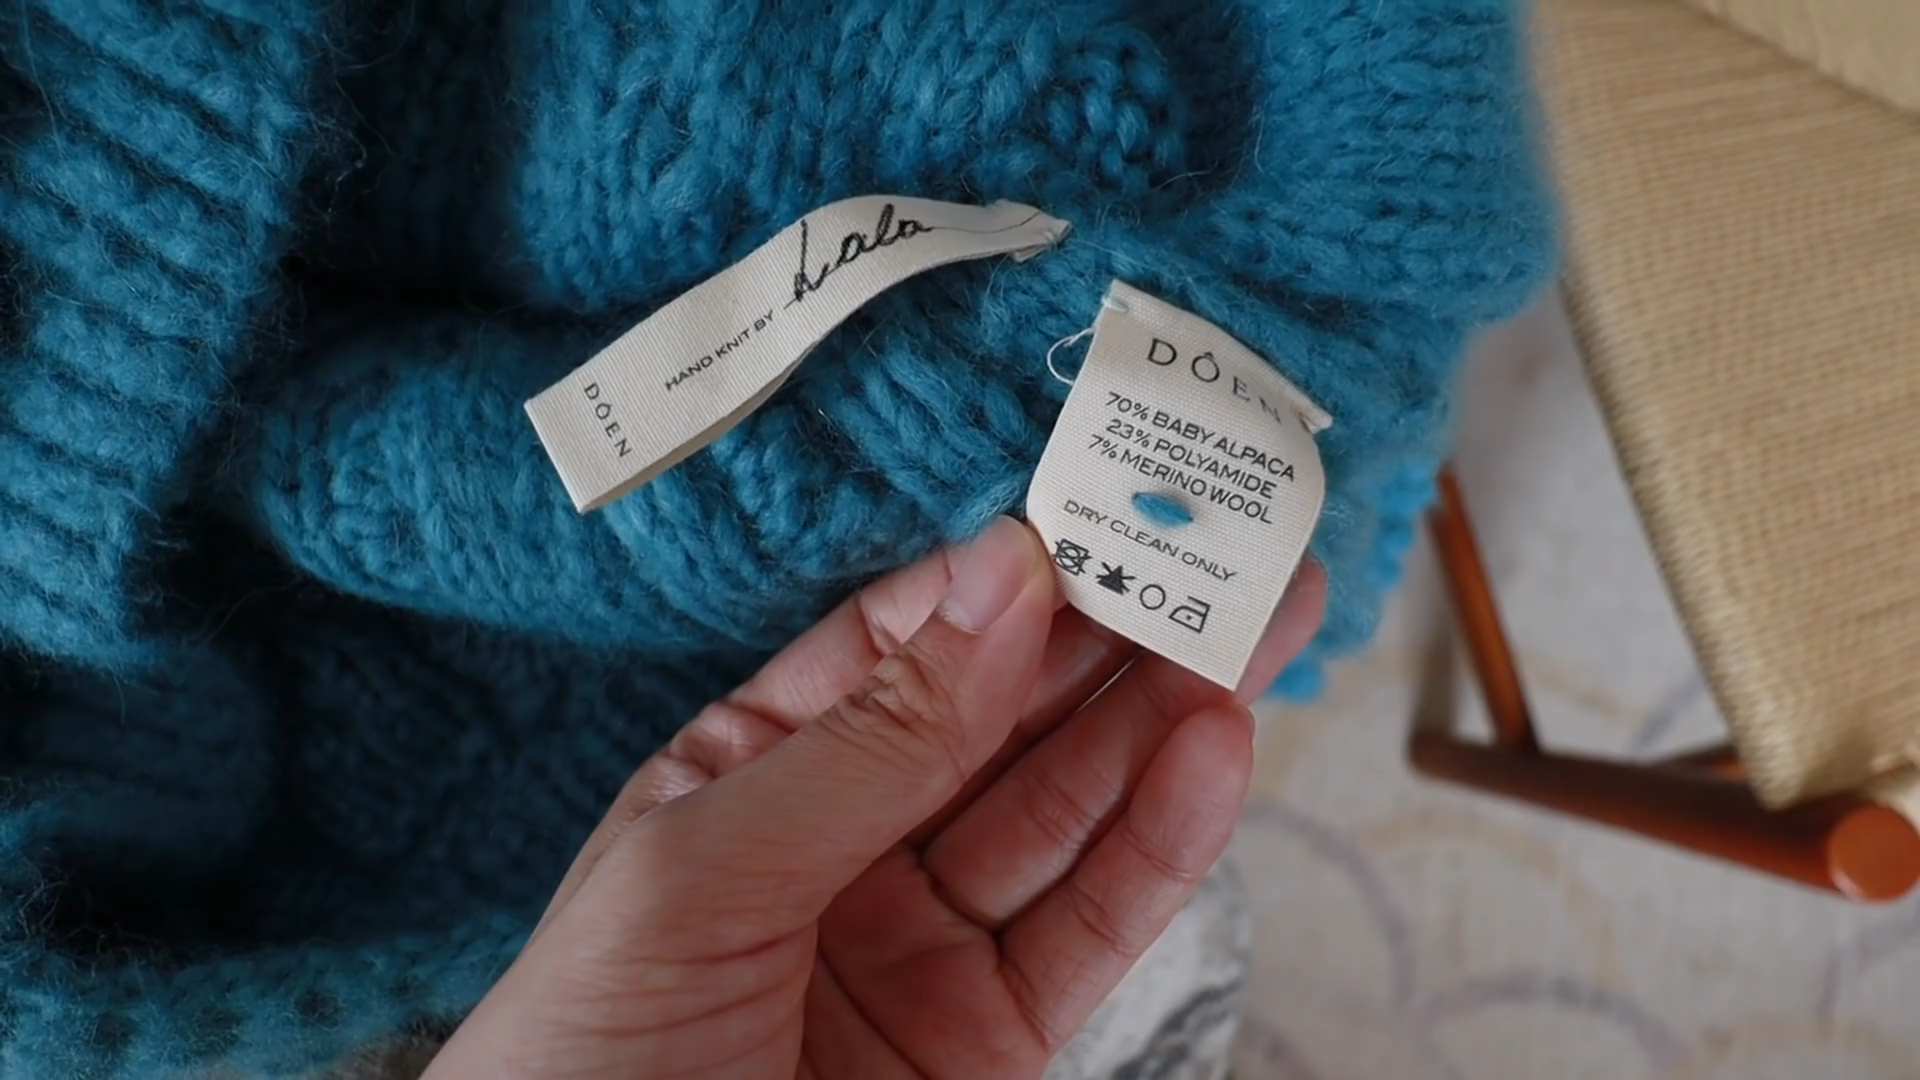 HAND KNIT BY Lala
DÔEN
DÔEN
70% BABY ALPACA
23% POLYAMIDE
7% MERINO WOOL
DRY CLEAN ONLY